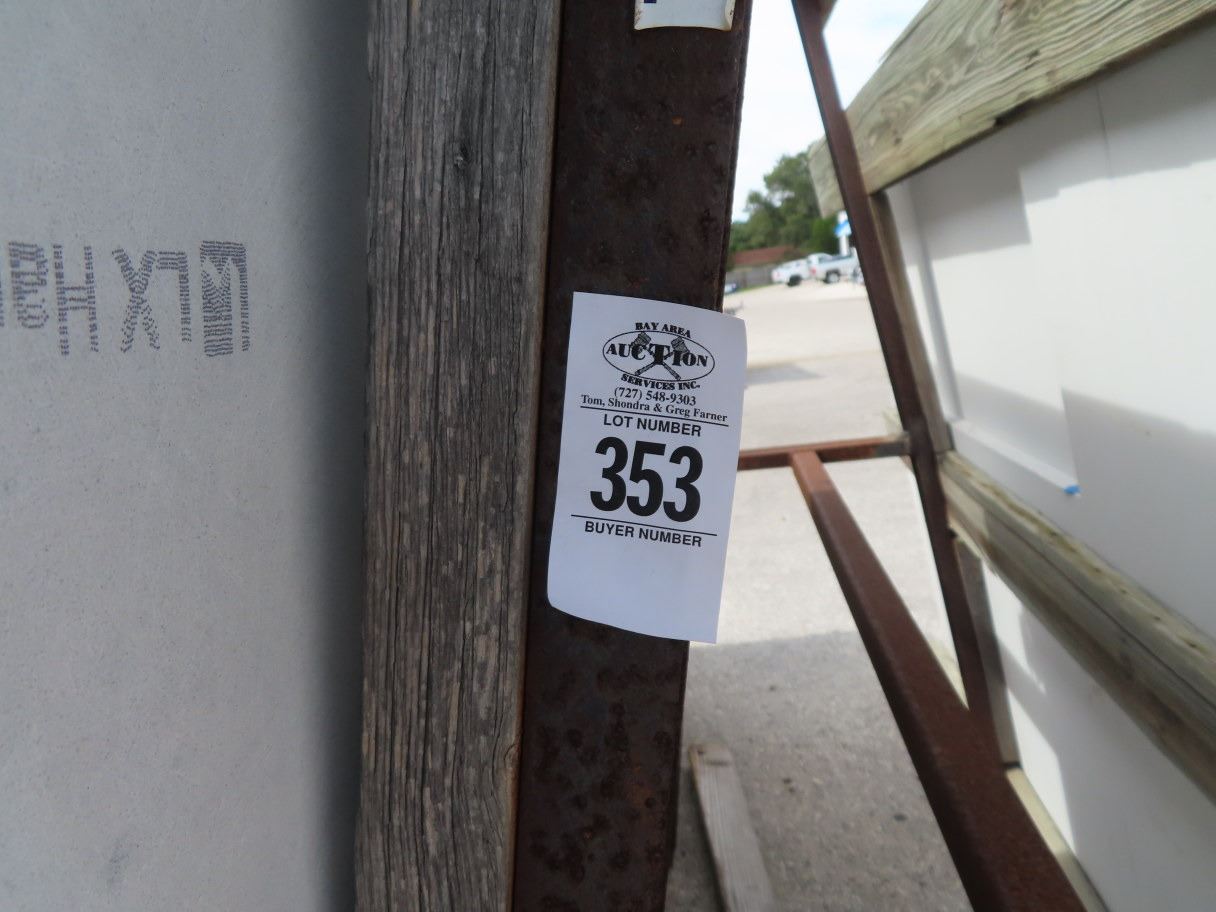 BAY AREA
AUCTION
SERVICES INC.
(727) 548-9303
Tom, Shondra & Greg Farner
LOT NUMBER
353
BUYER NUMBER